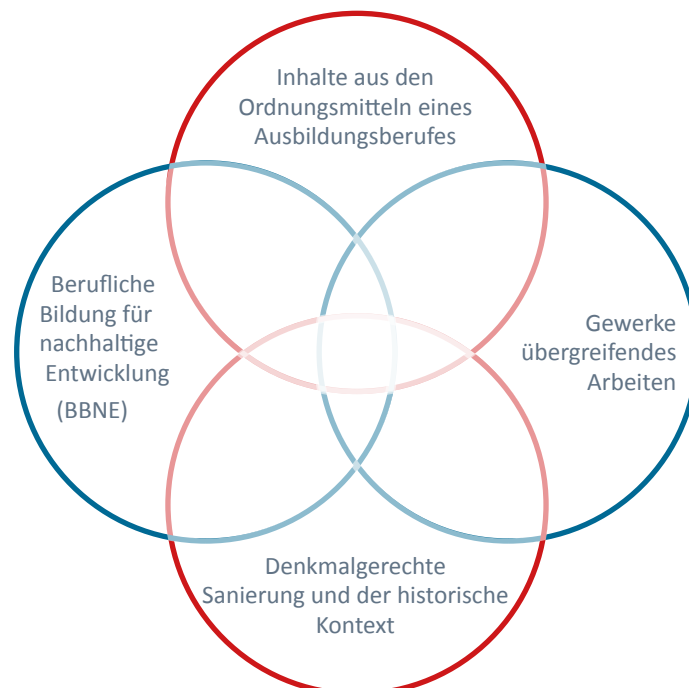 Inhalte aus den
Ordnungsmitteln eines
Ausbildungsberufes
Berufliche
Bildung für
nachhaltige
Entwicklung
(BBNE)
Gewerke
übergreifendes
Arbeiten
Denkmalgerechte
Sanierung und der historische
Kontext